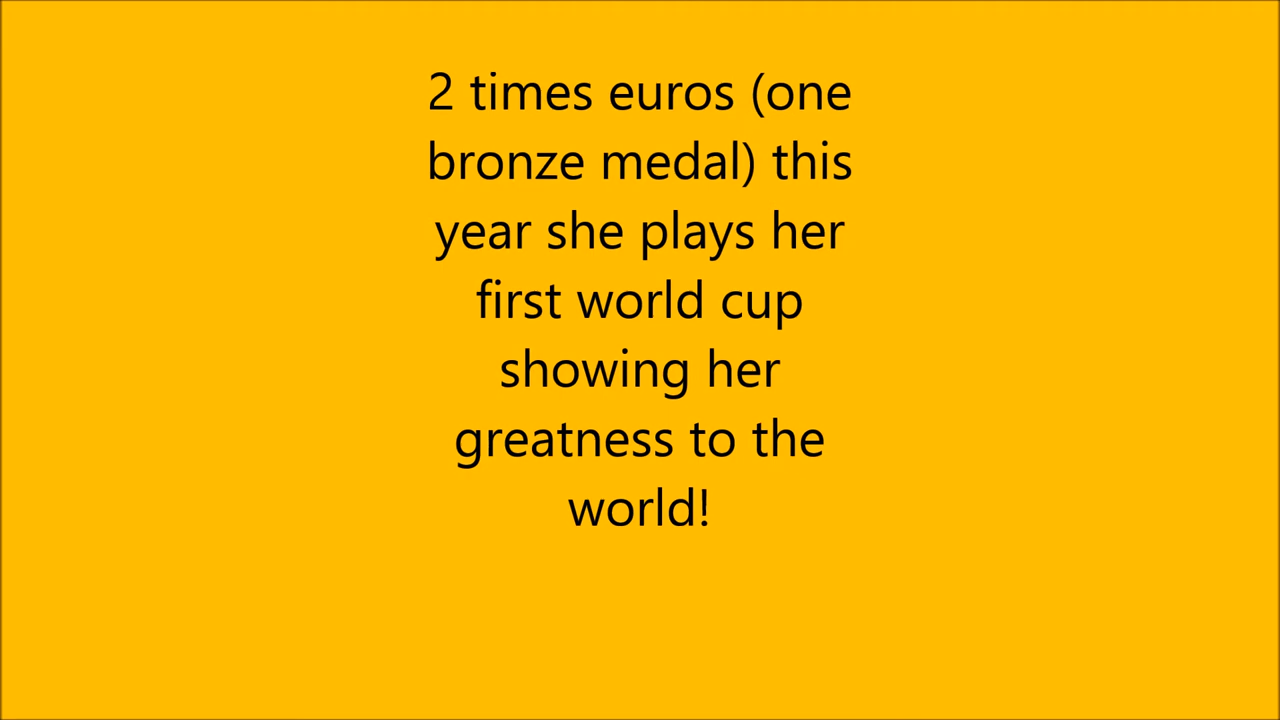 2 times euros (one
bronze medal) this
year she plays her
first world cup
showing her
greatness to the
world!